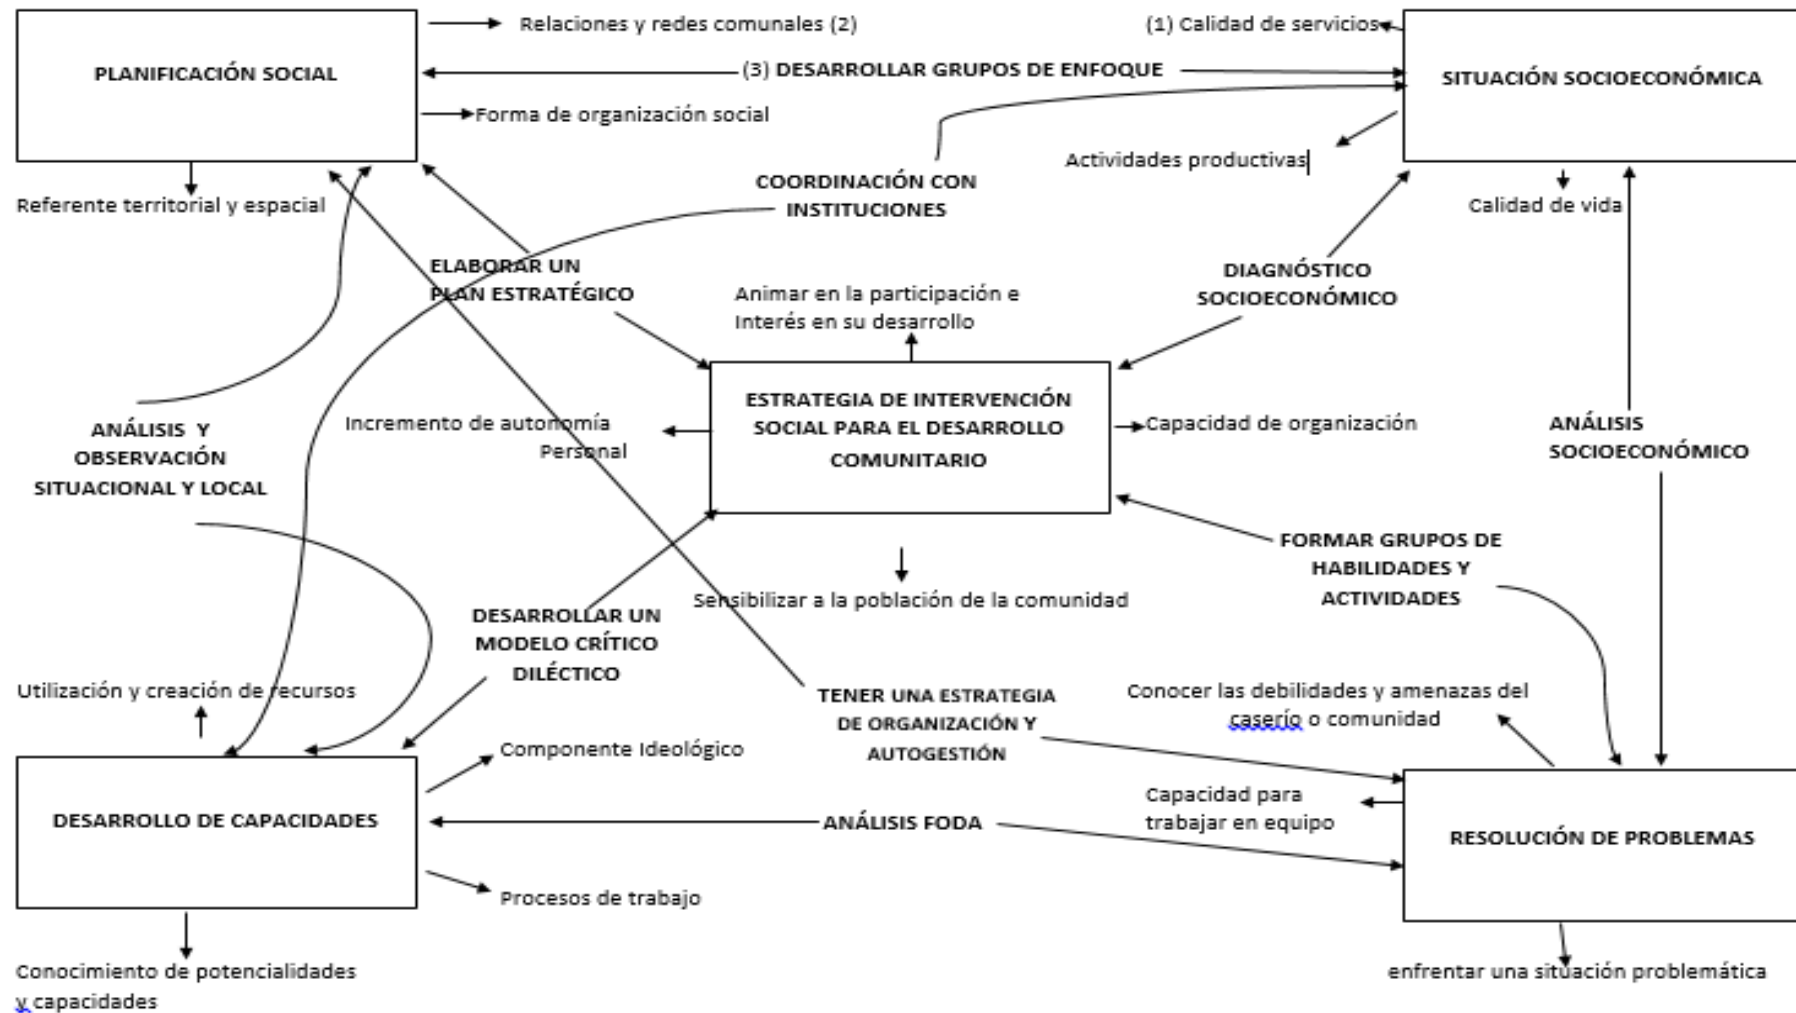 Relaciones y redes comunales (2)
(1) Calidad de servicios
PLANIFICACIÓN SOCIAL
(3) DESARROLLAR GRUPOS DE ENFOQUE
SITUACIÓN SOCIOECONÓMICA
Forma de organización social
Actividades productivas
Referente territorial y espacial
COORDINACIÓN CON
INSTITUCIONES
Calidad de vida
ELABORAR UN
PLAN ESTRATÉGICO
Animar en la participación e
Interés en su desarrollo
DIAGNÓSTICO
SOCIOECONÓMICO
ANÁLISIS Y
OBSERVACIÓN
SITUACIONAL Y LOCAL
Incremento de autonomía
Personal
ESTRATEGIA DE INTERVENCIÓN
SOCIAL PARA EL DESARROLLO
COMUNITARIO
Capacidad de organización
ANÁLISIS
SOCIOECONÓMICO
FORMAR GRUPOS DE
HABILIDADES Y
ACTIVIDADES
Sensibilizar a la población de la comunidad
DESARROLLAR UN
MODELO CRÍTICO
DILÉCTICO
Utilización y creación de recursos
TENER UNA ESTRATEGIA
DE ORGANIZACIÓN Y
AUTOGESTIÓN
Conocer las debilidades y amenazas del
caserío o comunidad
Componente Ideológico
DESARROLLO DE CAPACIDADES
ANÁLISIS FODA
Capacidad para
trabajar en equipo
RESOLUCIÓN DE PROBLEMAS
Procesos de trabajo
Conocimiento de potencialidades
y capacidades
enfrentar una situación problemática